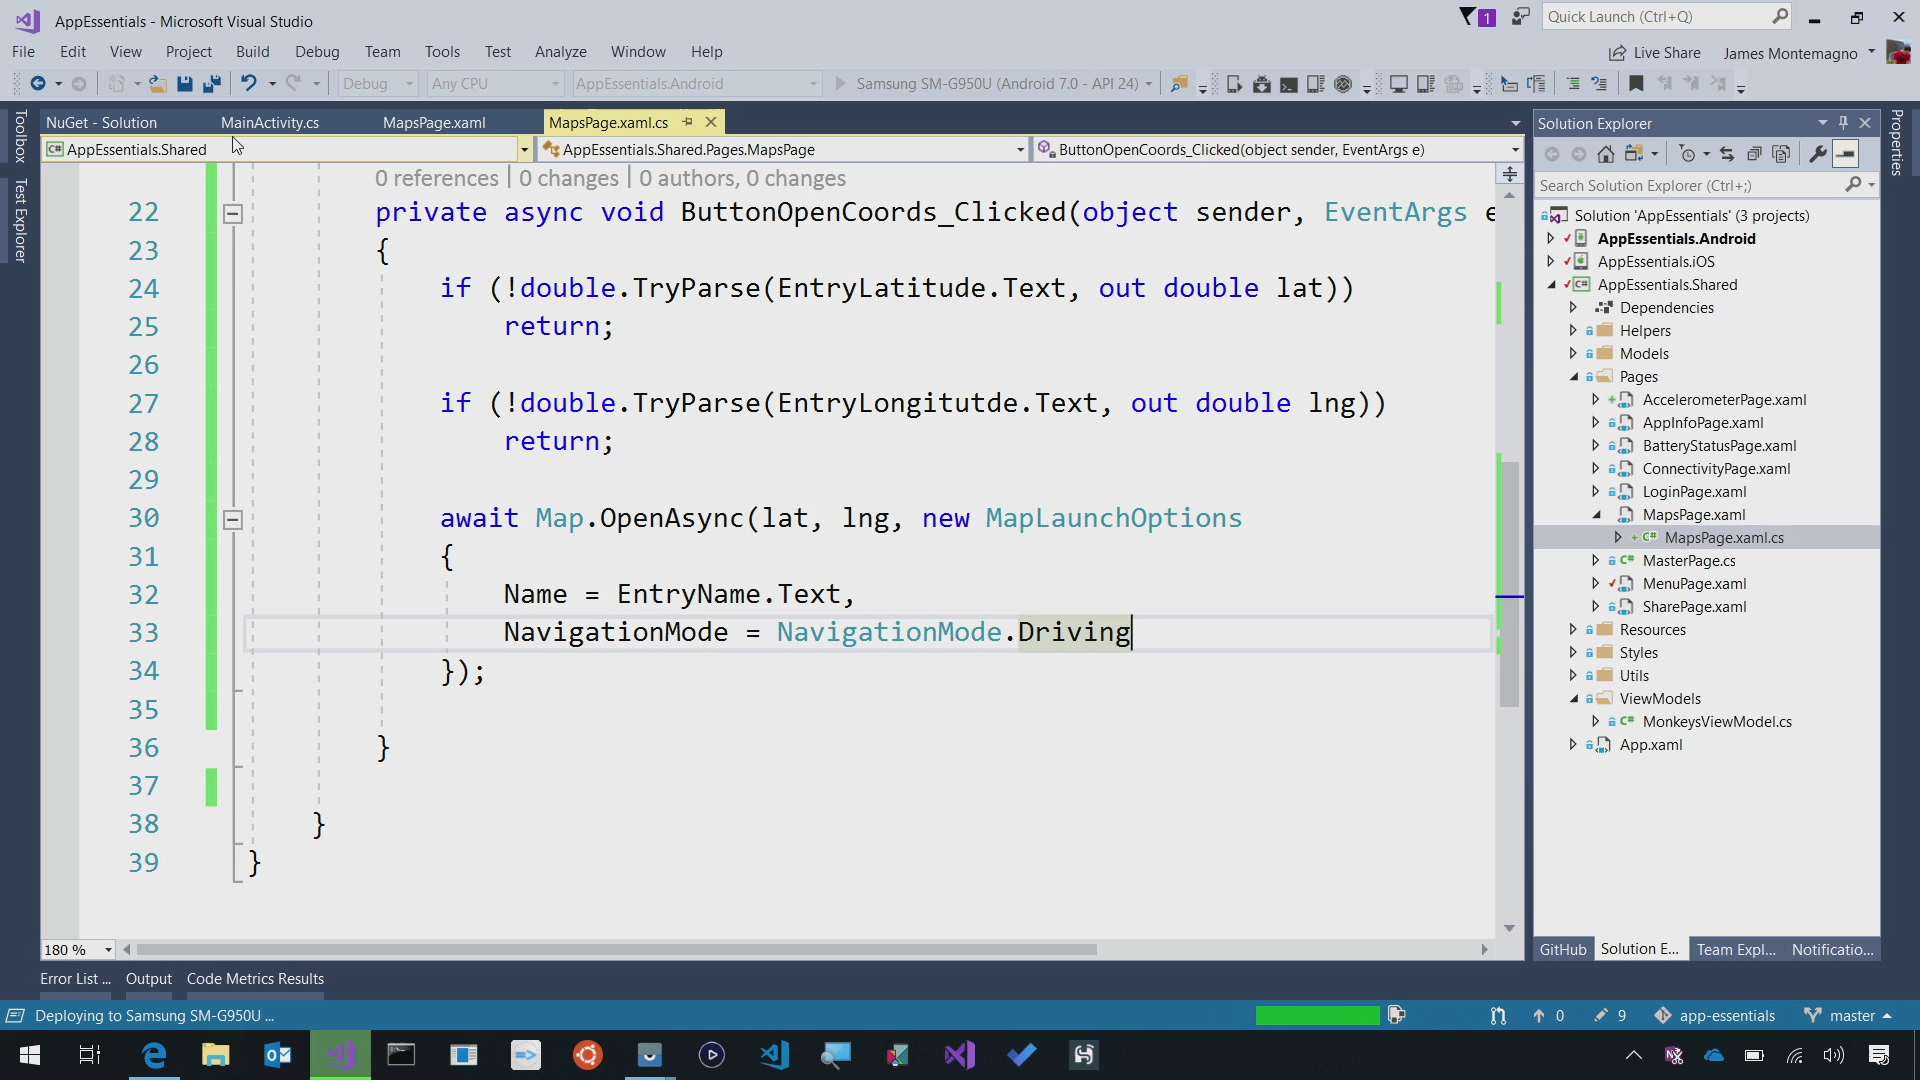 AppEssentials - Microsoft Visual Studio
1
Quick Launch (Ctrl+Q)
File Edit View Project Build Debug Team Tools Test Analyze Window Help
Live Share
James Montemagno
Debug
Any CPU
AppEssentials.Android
Samsung SM-G950U (Android 7.0 - API 24)
Toolbox
Test Explorer
NuGet - Solution
MainActivity.cs
MapsPage.xaml
MapsPage.xaml.cs
AppEssentials.Shared
AppEssentials.Shared.Pages.MapsPage
ButtonOpenCoords_Clicked(object sender, EventArgs e)
0 references | 0 changes | 0 authors, 0 changes
22 private async void ButtonOpenCoords_Clicked(object sender, EventArgs e
23 {
24 if (!double.TryParse(EntryLatitude.Text, out double lat))
25 return;
26
27 if (!double.TryParse(EntryLongitutde.Text, out double lng))
28 return;
29
30 await Map.OpenAsync(lat, lng, new MapLaunchOptions
31 {
32 Name = EntryName.Text,
33 NavigationMode = NavigationMode.Driving
34 });
35
36 }
37
38 }
39 }
180 %
Solution Explorer
Properties
Search Solution Explorer (Ctrl+;)
Solution 'AppEssentials' (3 projects)
AppEssentials.Android
AppEssentials.iOS
AppEssentials.Shared
Dependencies
Helpers
Models
Pages
AccelerometerPage.xaml
AppInfoPage.xaml
BatteryStatusPage.xaml
ConnectivityPage.xaml
LoginPage.xaml
MapsPage.xaml
MapsPage.xaml.cs
MasterPage.cs
MenuPage.xaml
SharePage.xaml
Resources
Styles
Utils
ViewModels
MonkeysViewModel.cs
App.xaml
GitHub
Solution E...
Team Expl...
Notificatio...
Error List ...
Output
Code Metrics Results
Deploying to Samsung SM-G950U ...
0
9
app-essentials
master